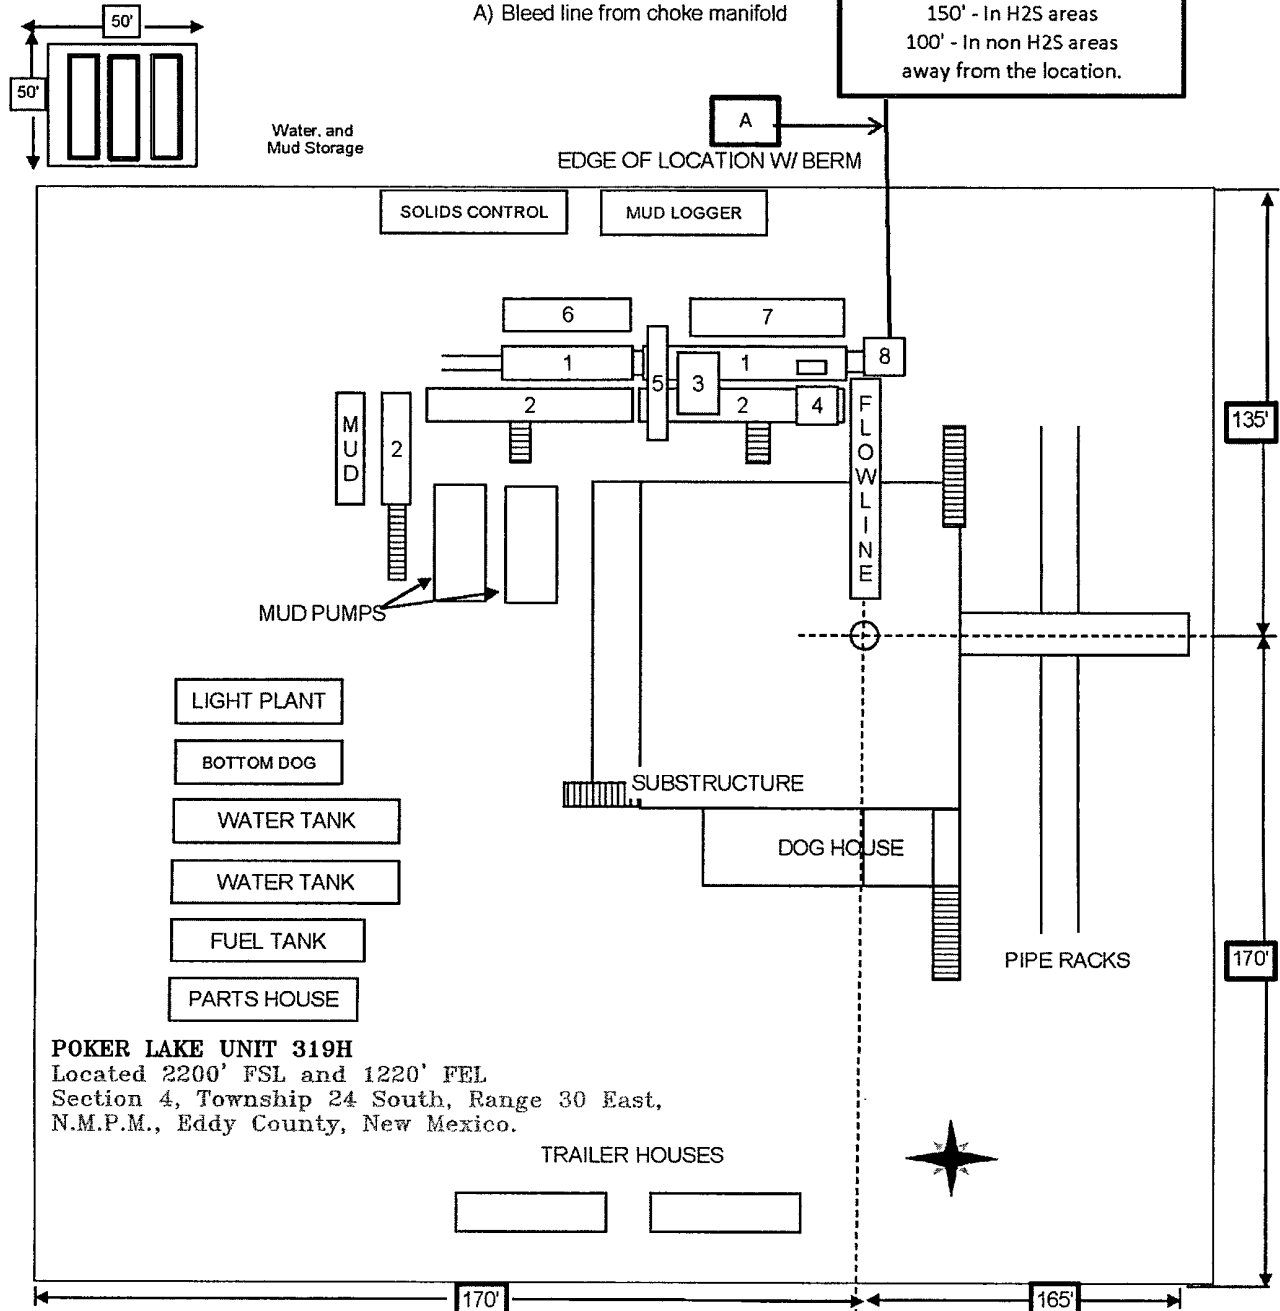 50'
A) Bleed line from choke manifold
150' - In H2S areas
100' - In non H2S areas
away from the location.
50'
A
Water, and
Mud Storage
EDGE OF LOCATION W/ BERM
SOLIDS CONTROL
MUD LOGGER
6
7
1
5
3
1
8
2
2
4
MUD
2
FLOWLINE
135'
MUD PUMPS
LIGHT PLANT
BOTTOM DOG
SUBSTRUCTURE
WATER TANK
DOG HOUSE
WATER TANK
FUEL TANK
PIPE RACKS
170'
PARTS HOUSE
POKER LAKE UNIT 319H
Located 2200' FSL and 1220' FEL
Section 4, Township 24 South, Range 30 East,
N.M.P.M., Eddy County, New Mexico.
TRAILER HOUSES
170'
165'